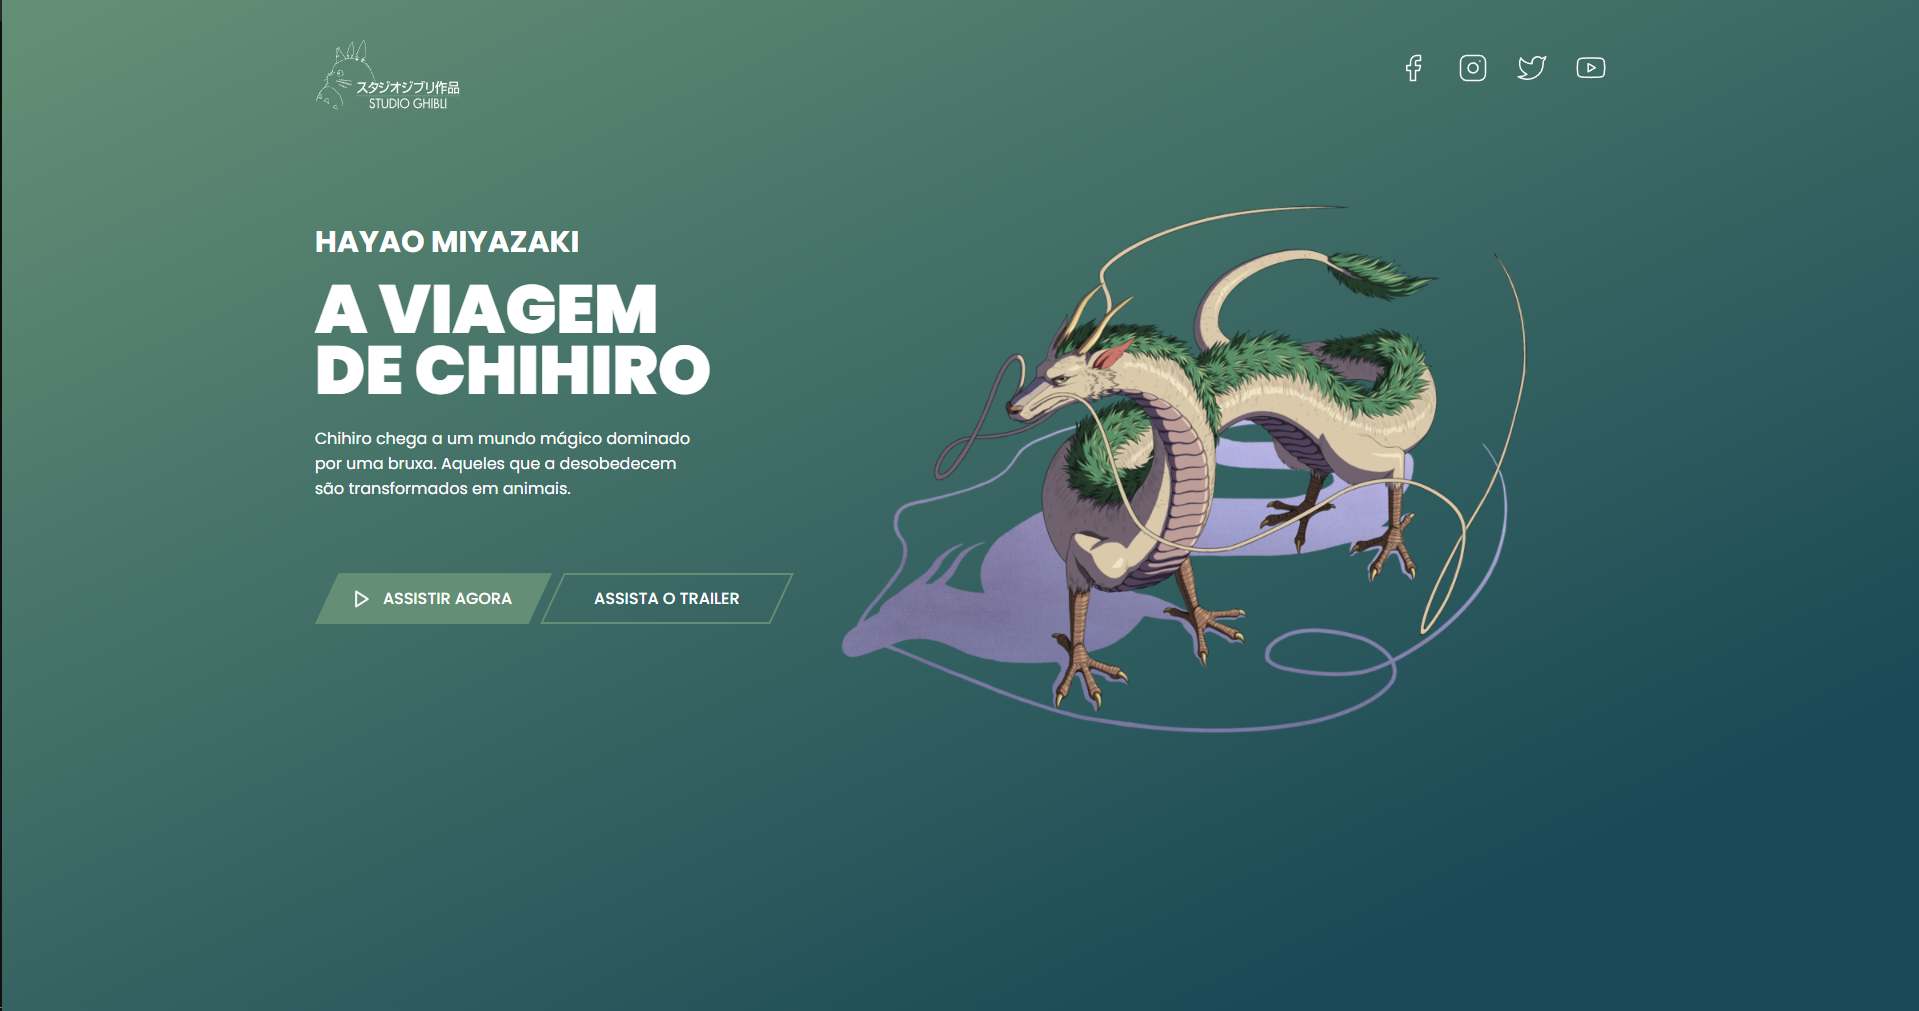 スタジオジブリ作品
STUDIO GHIBLI
HAYAO MIYAZAKI
A VIAGEM
DE CHIHIRO
Chihiro chega a um mundo mágico dominado
por uma bruxa. Aqueles que a desobedecem
são transformados em animais.
ASSISTIR AGORA
ASSISTA O TRAILER